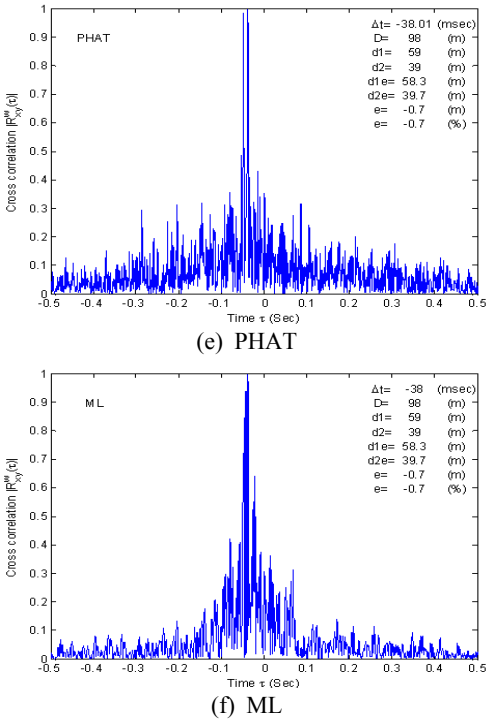 PHAT
Δt= -38.01 (msec)
D= 98 (m)
d1= 59 (m)
d2= 39 (m)
d1e= 58.3 (m)
d2e= 39.7 (m)
e= -0.7 (m)
e= -0.7 (%)
Cross correlation |Rʷxy(τ)|
1
0.9
0.8
0.7
0.6
0.5
0.4
0.3
0.2
0.1
0
-0.5 -0.4 -0.3 -0.2 -0.1 0 0.1 0.2 0.3 0.4 0.5
Time τ (Sec)
(e) PHAT
ML
Δt= -38 (msec)
D= 98 (m)
d1= 59 (m)
d2= 39 (m)
d1e= 58.3 (m)
d2e= 39.7 (m)
e= -0.7 (m)
e= -0.7 (%)
Cross correlation |Rʷxy(τ)|
1
0.9
0.8
0.7
0.6
0.5
0.4
0.3
0.2
0.1
0
-0.5 -0.4 -0.3 -0.2 -0.1 0 0.1 0.2 0.3 0.4 0.5
Time τ (Sec)
(f) ML